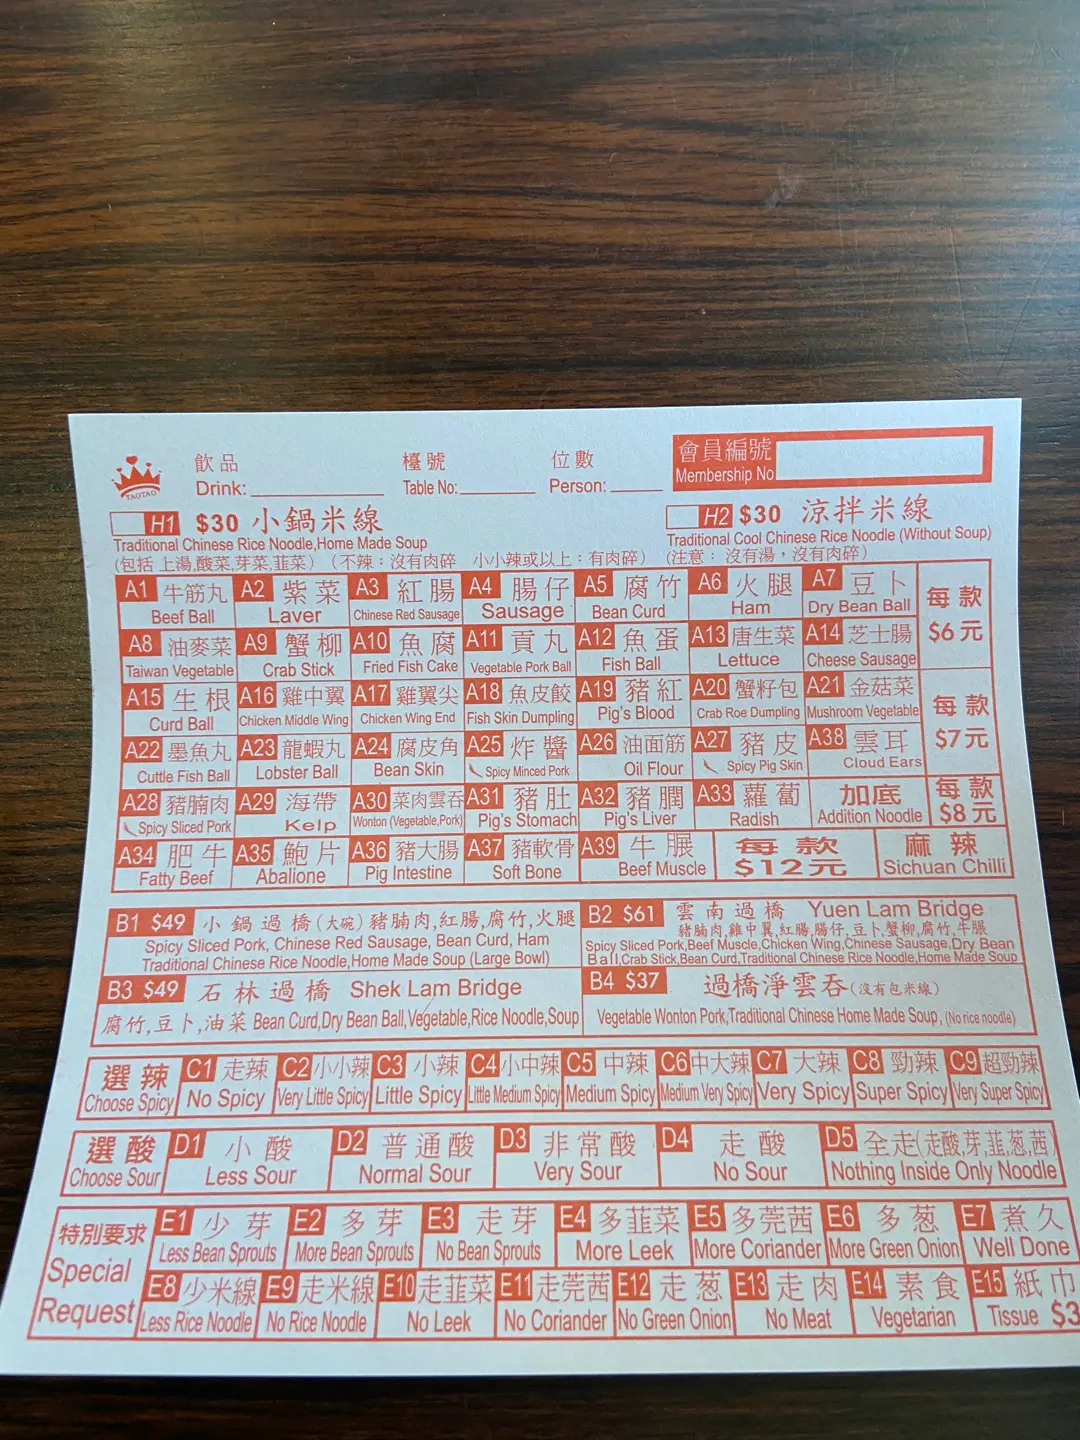 飲品 檯號 位數 會員編號
Drink: Table No: Person: Membership No
TAOTAO
H1 $30 小鍋米線 H2 $30 涼拌米線
Traditional Chinese Rice Noodle,Home Made Soup Traditional Cool Chinese Rice Noodle (Without Soup)
(包括 上湯,酸菜,芽菜,韮菜) (不辣：沒有肉碎 小小辣或以上：有肉碎) (注意： 沒有湯，沒有肉碎)
A1 牛筋丸 A2 紫菜 A3 紅腸 A4 腸仔 A5 腐竹 A6 火腿 A7 豆卜 每款
Beef Ball Laver Chinese Red Sausage Sausage Bean Curd Ham Dry Bean Ball $6元
A8 油麥菜 A9 蟹柳 A10 魚腐 A11 貢丸 A12 魚蛋 A13 唐生菜 A14 芝士腸
Taiwan Vegetable Crab Stick Fried Fish Cake Vegetable Pork Ball Fish Ball Lettuce Cheese Sausage
A15 生根 A16 雞中翼 A17 雞翼尖 A18 魚皮餃 A19 豬紅 A20 蟹籽包 A21 金菇菜 每款
Curd Ball Chicken Middle Wing Chicken Wing End Fish Skin Dumpling Pig's Blood Crab Roe Dumpling Mushroom Vegetable $7元
A22 墨魚丸 A23 龍蝦丸 A24 腐皮角 A25 炸醬 A26 油面筋 A27 豬皮 A38 雲耳
Cuttle Fish Ball Lobster Ball Bean Skin Spicy Minced Pork Oil Flour Spicy Pig Skin Cloud Ears
A28 豬腩肉 A29 海帶 A30 菜肉雲吞 A31 豬肚 A32 豬膶 A33 蘿蔔 加底 每款
Spicy Sliced Pork Kelp Wonton (Vegetable,Pork) Pig's Stomach Pig's Liver Radish Addition Noodle $8元
A34 肥牛 A35 鮑片 A36 豬大腸 A37 豬軟骨 A39 牛𦟌 每款 麻辣
Fatty Beef Abalione Pig Intestine Soft Bone Beef Muscle $12元 Sichuan Chilli
B1 $49 小鍋過橋(大碗)豬腩肉,紅腸,腐竹,火腿
Spicy Sliced Pork, Chinese Red Sausage, Bean Curd, Ham
Traditional Chinese Rice Noodle,Home Made Soup (Large Bowl)
B2 $61 雲南過橋 Yuen Lam Bridge
豬腩肉,雞中翼,紅腸,腸仔,豆卜,蟹柳,腐竹,牛𦟌
Spicy Sliced Pork,Beef Muscle,Chicken Wing,Chinese Sausage,Dry Bean
Ball,Crab Stick,Bean Curd,Traditional Chinese Rice Noodle,Home Made Soup
B3 $49 石林過橋 Shek Lam Bridge
腐竹,豆卜,油菜 Bean Curd,Dry Bean Ball,Vegetable,Rice Noodle,Soup
B4 $37 過橋淨雲吞(沒有包米線)
Vegetable Wonton Pork,Traditional Chinese Home Made Soup, (No rice noodle)
選辣 C1 走辣 C2 小小辣 C3 小辣 C4 小中辣 C5 中辣 C6 中大辣 C7 大辣 C8 勁辣 C9 超勁辣
Choose Spicy No Spicy Very Little Spicy Little Spicy Little Medium Spicy Medium Spicy Medium Very Spicy Very Spicy Super Spicy Very Super Spicy
選酸 D1 小酸 D2 普通酸 D3 非常酸 D4 走酸 D5 全走(走酸,芽,韮,葱,茜)
Choose Sour Less Sour Normal Sour Very Sour No Sour Nothing Inside Only Noodle
特別要求 E1 少芽 E2 多芽 E3 走芽 E4 多韮菜 E5 多莞茜 E6 多葱 E7 煮久
Special Less Bean Sprouts More Bean Sprouts No Bean Sprouts More Leek More Coriander More Green Onion Well Done
Request E8 少米線 E9 走米線 E10 走韮菜 E11 走莞茜 E12 走葱 E13 走肉 E14 素食 E15 紙巾
Less Rice Noodle No Rice Noodle No Leek No Coriander No Green Onion No Meat Vegetarian Tissue $3